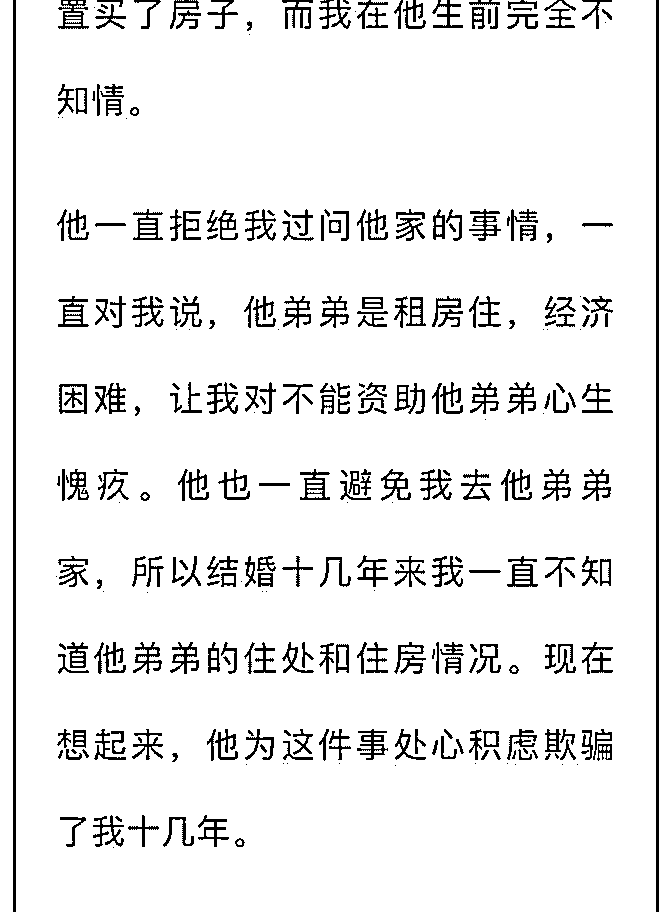 置买了房子，而我在他生前完全不
知情。
他一直拒绝我过问他家的事情，一
直对我说，他弟弟是租房住，经济
困难，让我对不能资助他弟弟心生
愧疚。他也一直避免我去他弟弟
家，所以结婚十几年来我一直不知
道他弟弟的住处和住房情况。现在
想起来，他为这件事处心积虑欺骗
了我十几年。